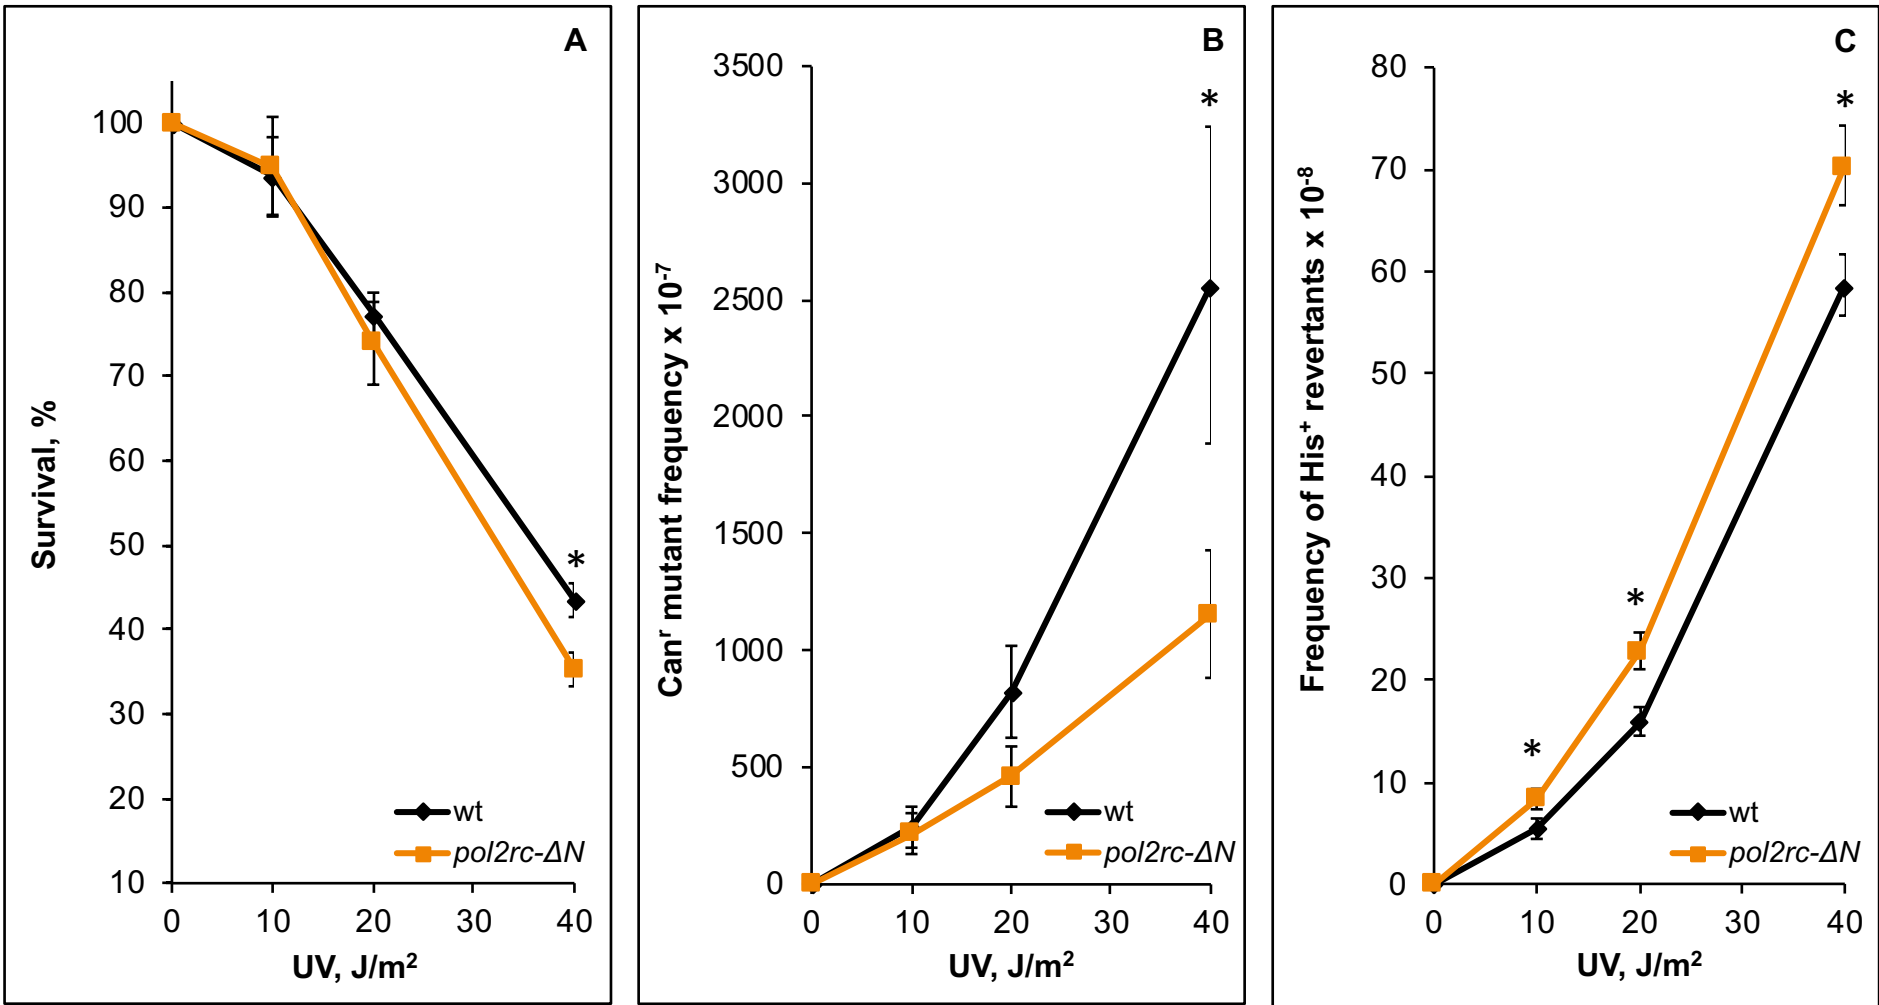 A
Survival, %
100
90
80
70
60
50
40
30
20
10
*
wt
pol2rc-ΔN
0 10 20 30 40
UV, J/m²
B
Canʳ mutant frequency x 10⁻⁷
3500
3000
2500
2000
1500
1000
500
0
*
wt
pol2rc-ΔN
0 10 20 30 40
UV, J/m²
C
Frequency of His⁺ revertants x 10⁻⁸
80
70
60
50
40
30
20
10
0
*
*
*
wt
pol2rc-ΔN
0 10 20 30 40
UV, J/m²